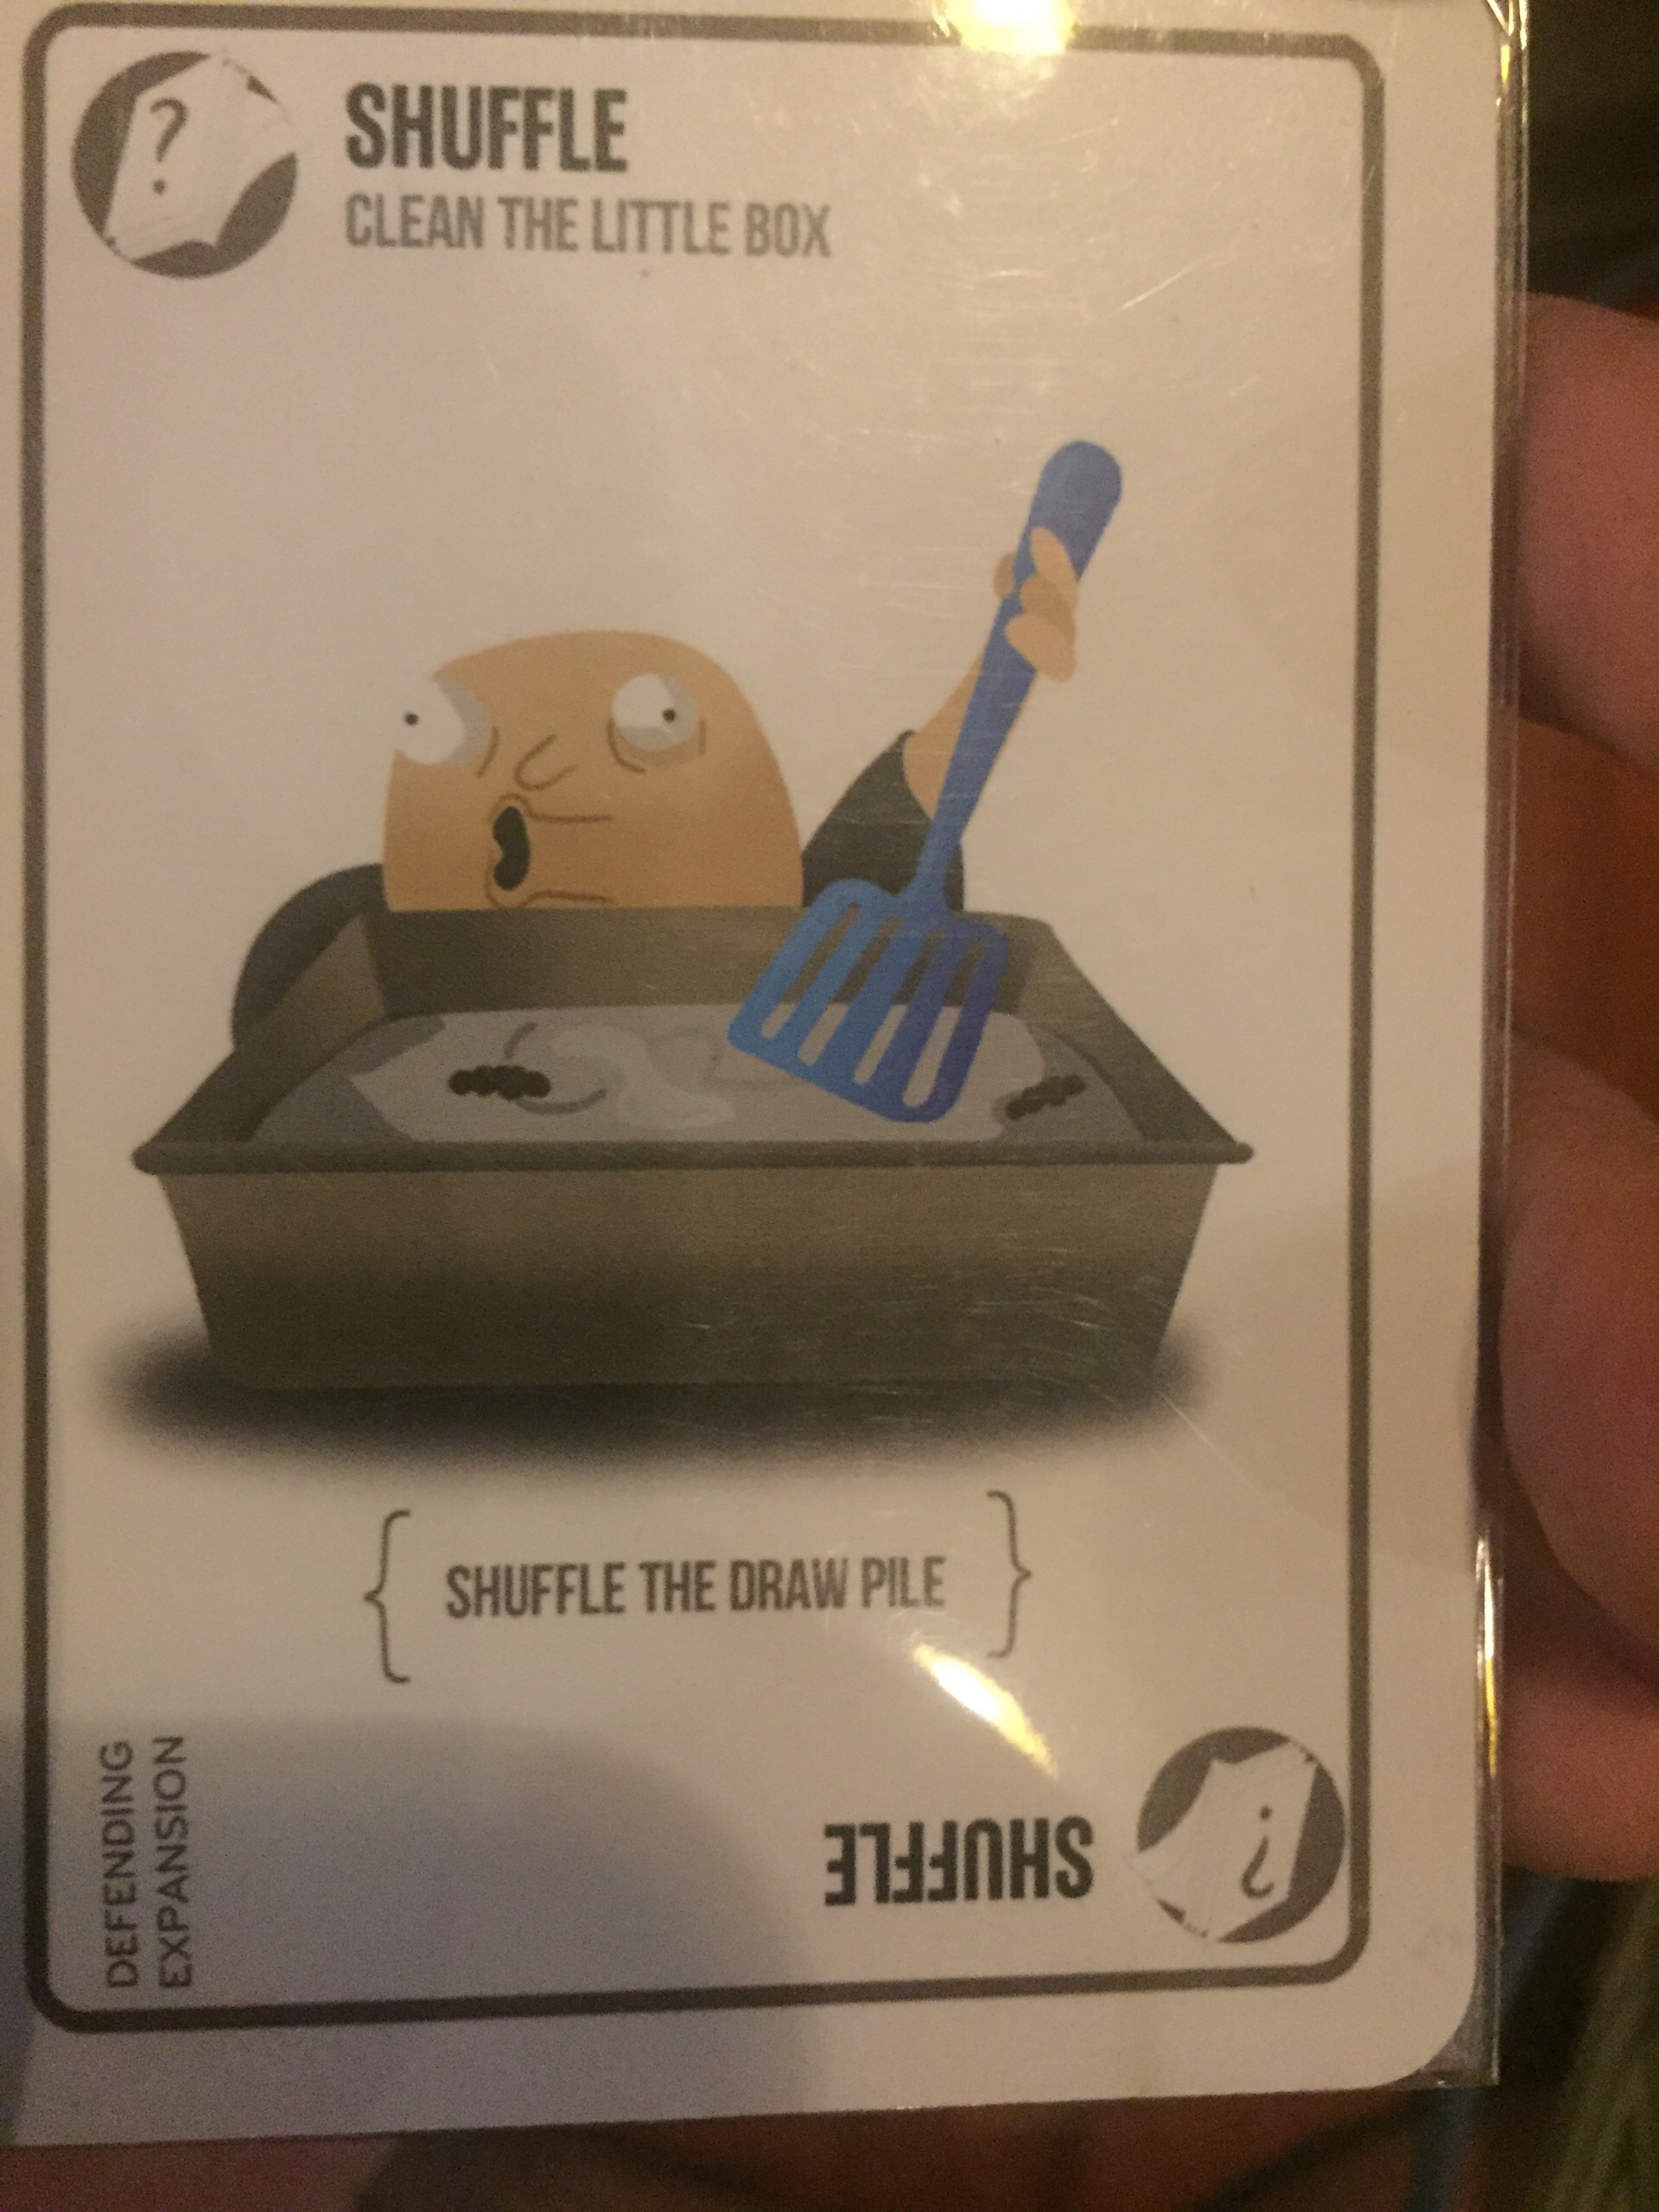 ?
SHUFFLE
CLEAN THE LITTLE BOX
{ SHUFFLE THE DRAW PILE }
DEFENDING
EXPANSION
SHUFFLE
?